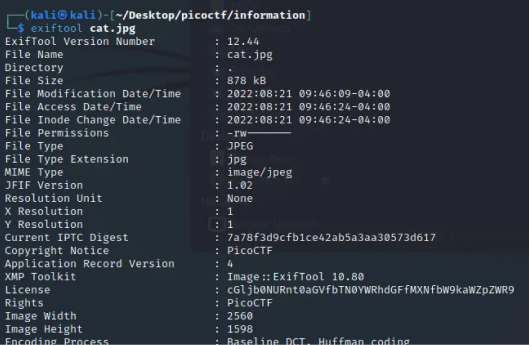 ┌──(kali㉿kali)-[~/Desktop/picoctf/information]
└─$ exiftool cat.jpg
ExifTool Version Number : 12.44
File Name : cat.jpg
Directory : .
File Size : 878 kB
File Modification Date/Time : 2022:08:21 09:46:09-04:00
File Access Date/Time : 2022:08:21 09:46:24-04:00
File Inode Change Date/Time : 2022:08:21 09:46:24-04:00
File Permissions : -rw-------
File Type : JPEG
File Type Extension : jpg
MIME Type : image/jpeg
JFIF Version : 1.02
Resolution Unit : None
X Resolution : 1
Y Resolution : 1
Current IPTC Digest : 7a78f3d9cfb1ce42ab5a3aa30573d617
Copyright Notice : PicoCTF
Application Record Version : 4
XMP Toolkit : Image::ExifTool 10.80
License : cGljb0NURnt0aGVfbTN0YWRhdGFfMXNfbW9kaWZpZWR9
Rights : PicoCTF
Image Width : 2560
Image Height : 1598
Encoding Process : Baseline DCT, Huffman coding